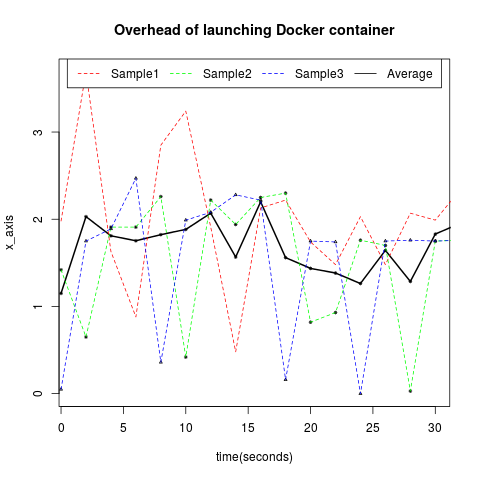 Overhead of launching Docker container
Sample1 Sample2 Sample3 Average
3
2
1
0
x_axis
0 5 10 15 20 25 30
time(seconds)